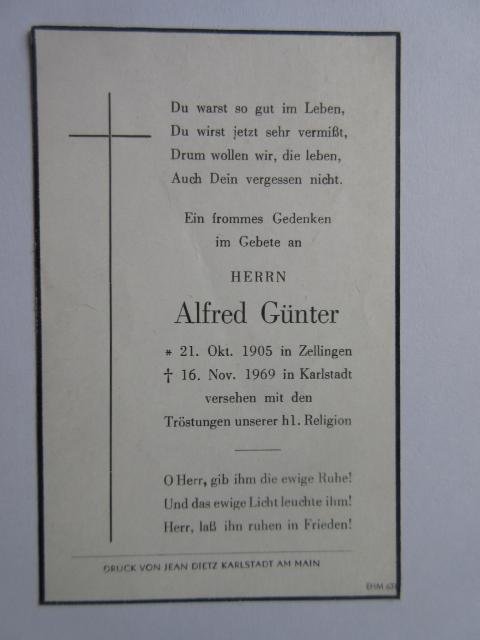 Du warst so gut im Leben,
Du wirst jetzt sehr vermißt,
Drum wollen wir, die leben,
Auch Dein vergessen nicht.
Ein frommes Gedenken
im Gebete an
HERRN
Alfred Günter
* 21. Okt. 1905 in Zellingen
† 16. Nov. 1969 in Karlstadt
versehen mit den
Tröstungen unserer hl. Religion
O Herr, gib ihm die ewige Ruhe!
Und das ewige Licht leuchte ihm!
Herr, laß ihn ruhen in Frieden!
DRUCK VON JEAN DIETZ KARLSTADT AM MAIN
EHM